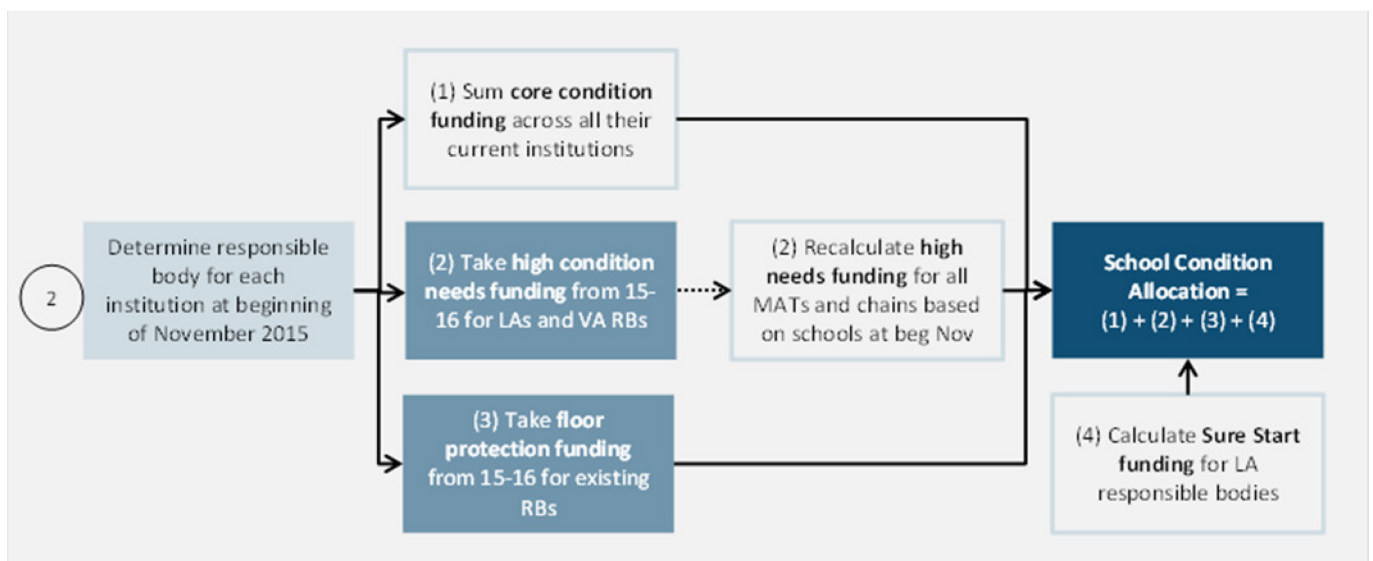 2
Determine responsible
body for each
institution at beginning
of November 2015
(1) Sum core condition
funding across all their
current institutions
(2) Take high condition
needs funding from 15-
16 for LAs and VA RBs
(3) Take floor
protection funding
from 15-16 for existing
RBs
(2) Recalculate high
needs funding for all
MATs and chains based
on schools at beg Nov
School Condition
Allocation =
(1) + (2) + (3) + (4)
(4) Calculate Sure Start
funding for LA
responsible bodies